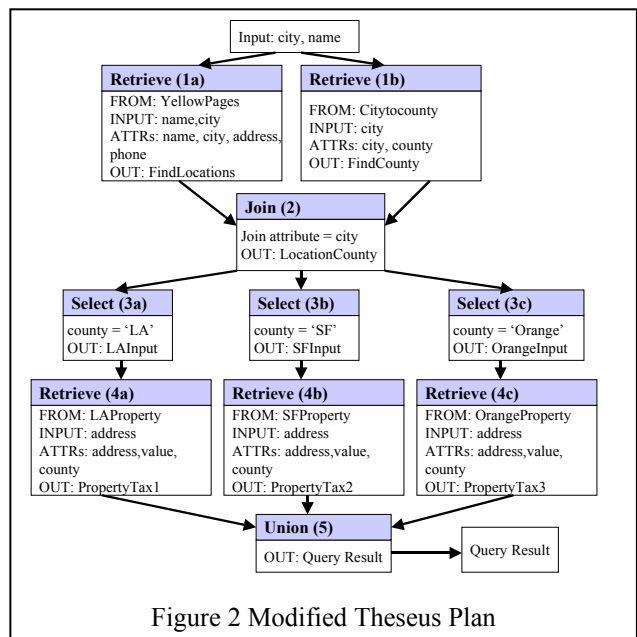 Input: city, name
Retrieve (1a)
FROM: YellowPages
INPUT: name,city
ATTRs: name, city, address,
phone
OUT: FindLocations
Retrieve (1b)
FROM: Citytocounty
INPUT: city
ATTRs: city, county
OUT: FindCounty
Join (2)
Join attribute = city
OUT: LocationCounty
Select (3a)
county = ‘LA’
OUT: LAInput
Select (3b)
county = ‘SF’
OUT: SFInput
Select (3c)
county = ‘Orange’
OUT: OrangeInput
Retrieve (4a)
FROM: LAProperty
INPUT: address
ATTRs: address,value,
county
OUT: PropertyTax1
Retrieve (4b)
FROM: SFProperty
INPUT: address
ATTRs: address,value,
county
OUT: PropertyTax2
Retrieve (4c)
FROM: OrangeProperty
INPUT: address
ATTRs: address,value,
county
OUT: PropertyTax3
Union (5)
OUT: Query Result
Query Result
Figure 2 Modified Theseus Plan